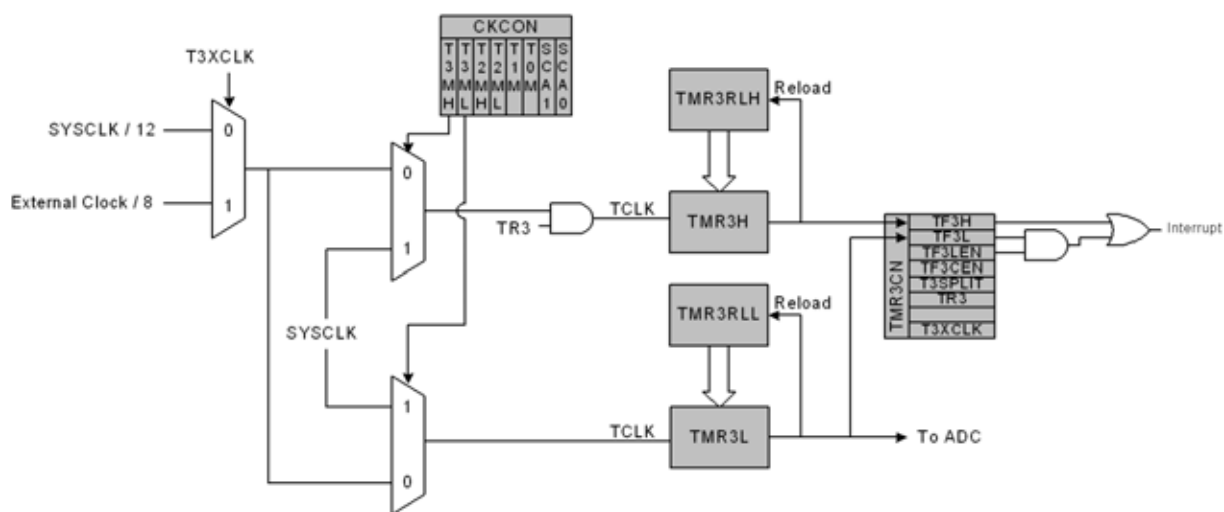 CKCON
T3MH T3ML T2MH T2ML T1M T0M SCA1 SCA0
T3XCLK
SYSCLK / 12
0
External Clock / 8
1
0
1
SYSCLK
1
0
TR3
TCLK
TMR3RLH
Reload
TMR3H
TCLK
TMR3RLL
Reload
TMR3L
To ADC
TMR3CN
TF3H
TF3L
TF3LEN
TF3CEN
T3SPLIT
TR3
T3XCLK
Interrupt